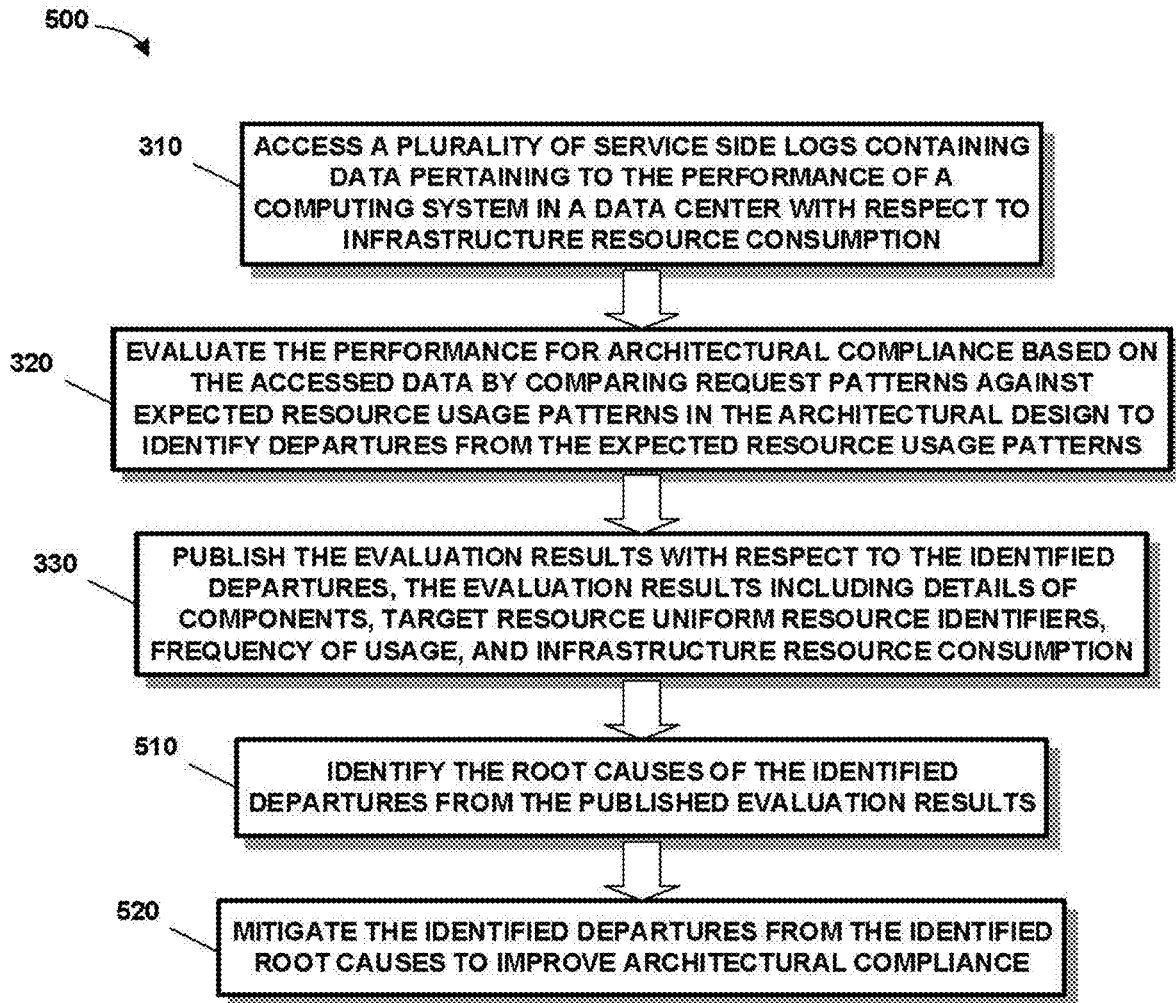 500
310
ACCESS A PLURALITY OF SERVICE SIDE LOGS CONTAINING
DATA PERTAINING TO THE PERFORMANCE OF A
COMPUTING SYSTEM IN A DATA CENTER WITH RESPECT TO
INFRASTRUCTURE RESOURCE CONSUMPTION
320
EVALUATE THE PERFORMANCE FOR ARCHITECTURAL COMPLIANCE BASED ON
THE ACCESSED DATA BY COMPARING REQUEST PATTERNS AGAINST
EXPECTED RESOURCE USAGE PATTERNS IN THE ARCHITECTURAL DESIGN TO
IDENTIFY DEPARTURES FROM THE EXPECTED RESOURCE USAGE PATTERNS
330
PUBLISH THE EVALUATION RESULTS WITH RESPECT TO THE IDENTIFIED
DEPARTURES, THE EVALUATION RESULTS INCLUDING DETAILS OF
COMPONENTS, TARGET RESOURCE UNIFORM RESOURCE IDENTIFIERS,
FREQUENCY OF USAGE, AND INFRASTRUCTURE RESOURCE CONSUMPTION
510
IDENTIFY THE ROOT CAUSES OF THE IDENTIFIED
DEPARTURES FROM THE PUBLISHED EVALUATION RESULTS
520
MITIGATE THE IDENTIFIED DEPARTURES FROM THE IDENTIFIED
ROOT CAUSES TO IMPROVE ARCHITECTURAL COMPLIANCE